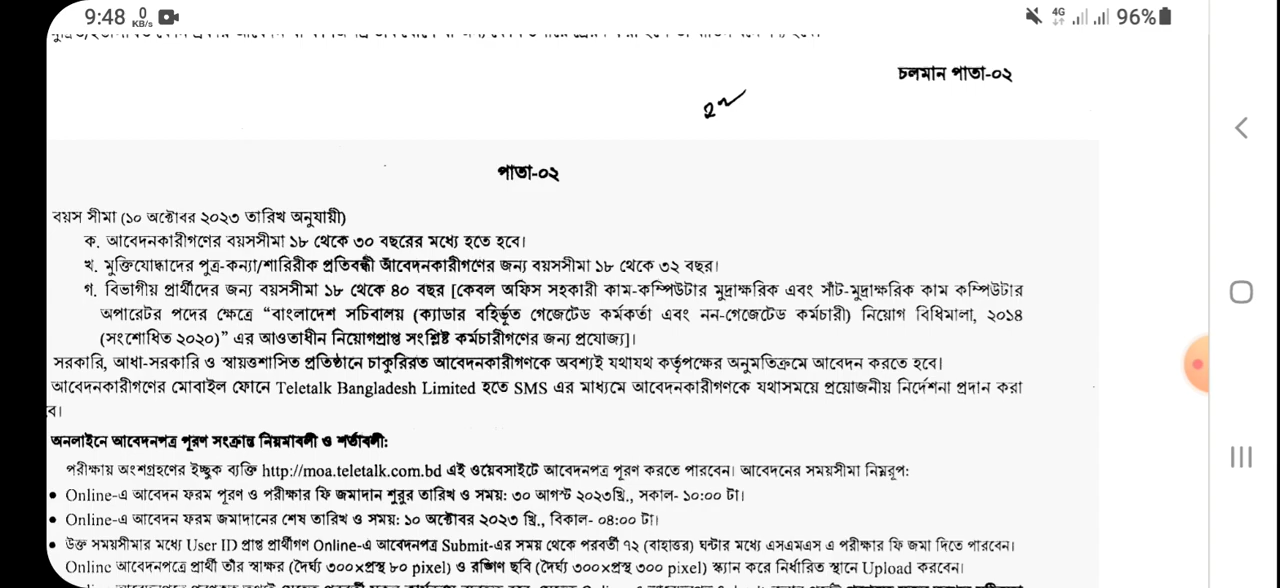 9:48 0 KB/s 4G 96%
চলমান পাতা-০২
পাতা-০২
বয়স সীমা (১০ অক্টোবর ২০২৩ তারিখ অনুযায়ী)
ক. আবেদনকারীগণের বয়সসীমা ১৮ থেকে ৩০ বছরের মধ্যে হতে হবে।
খ. মুক্তিযোদ্ধাদের পুত্র-কন্যা/শারিরীক প্রতিবন্ধী আবেদনকারীগণের জন্য বয়সসীমা ১৮ থেকে ৩২ বছর।
গ. বিভাগীয় প্রার্থীদের জন্য বয়সসীমা ১৮ থেকে ৪০ বছর [কেবল অফিস সহকারী কাম-কম্পিউটার মুদ্রাক্ষরিক এবং সাঁট-মুদ্রাক্ষরিক কাম কম্পিউটার
অপারেটর পদের ক্ষেত্রে “বাংলাদেশ সচিবালয় (ক্যাডার বহির্ভূত গেজেটেড কর্মকর্তা এবং নন-গেজেটেড কর্মচারী) নিয়োগ বিধিমালা, ২০১৪
(সংশোধিত ২০২০)” এর আওতাধীন নিয়োগপ্রাপ্ত সংশ্লিষ্ট কর্মচারীগণের জন্য প্রযোজ্য]।
সরকারি, আধা-সরকারি ও স্বায়ত্তশাসিত প্রতিষ্ঠানে চাকুরিরত আবেদনকারীগণকে অবশ্যই যথাযথ কর্তৃপক্ষের অনুমতিক্রমে আবেদন করতে হবে।
আবেদনকারীগণের মোবাইল ফোনে Teletalk Bangladesh Limited হতে SMS এর মাধ্যমে আবেদনকারীগণকে যথাসময়ে প্রয়োজনীয় নির্দেশনা প্রদান করা
বে।
অনলাইনে আবেদনপত্র পূরণ সংক্রান্ত নিয়মাবলী ও শর্তাবলী:
পরীক্ষায় অংশগ্রহণের ইচ্ছুক ব্যক্তি http://moa.teletalk.com.bd এই ওয়েবসাইটে আবেদনপত্র পূরণ করতে পারবেন। আবেদনের সময়সীমা নিম্নরূপ:
• Online-এ আবেদন ফরম পূরণ ও পরীক্ষার ফি জমাদান শুরুর তারিখ ও সময়: ৩০ আগস্ট ২০২৩খ্রি., সকাল- ১০:০০ টা।
• Online-এ আবেদন ফরম জমাদানের শেষ তারিখ ও সময়: ১০ অক্টোবর ২০২৩ খ্রি., বিকাল- ০৪:০০ টা।
• উক্ত সময়সীমার মধ্যে User ID প্রাপ্ত প্রার্থীগণ Online-এ আবেদনপত্র Submit-এর সময় থেকে পরবর্তী ৭২ (বাহাত্তর) ঘন্টার মধ্যে এসএমএস এ পরীক্ষার ফি জমা দিতে পারবেন।
Online আবেদনপত্রে প্রার্থী তাঁর স্বাক্ষর (দৈর্ঘ্য ৩০০×প্রস্থ ৮০ pixel) ও রঙ্গিণ ছবি (দৈর্ঘ্য ৩০০×প্রস্থ ৩০০ pixel) স্ক্যান করে নির্ধারিত স্থানে Upload করবেন।